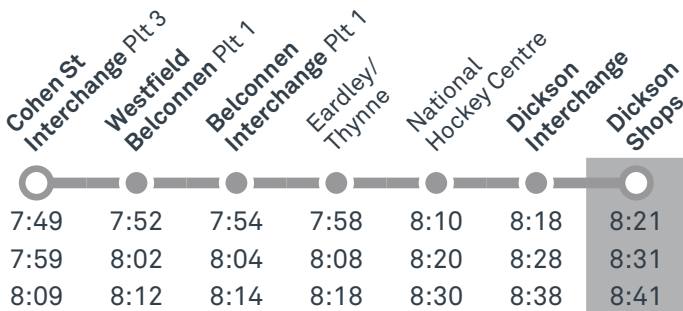 Cohen St
Interchange Plt 3
Westfield
Belconnen Plt 1
Belconnen
Interchange Plt 1
Eardley/
Thynne
National
Hockey Centre
Dickson
Interchange
Dickson
Shops
7:49 7:52 7:54 7:58 8:10 8:18 8:21
7:59 8:02 8:04 8:08 8:20 8:28 8:31
8:09 8:12 8:14 8:18 8:30 8:38 8:41